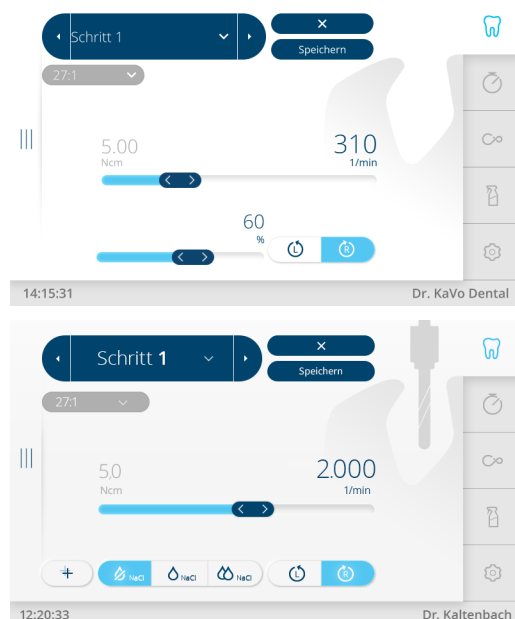 Schritt 1
×
Speichern
27:1
5.00
Ncm
310
1/min
60
%
L
R
14:15:31
Dr. KaVo Dental
Schritt 1
×
Speichern
27:1
5,0
Ncm
2.000
1/min
NaCl
NaCl
NaCl
L
R
12:20:33
Dr. Kaltenbach